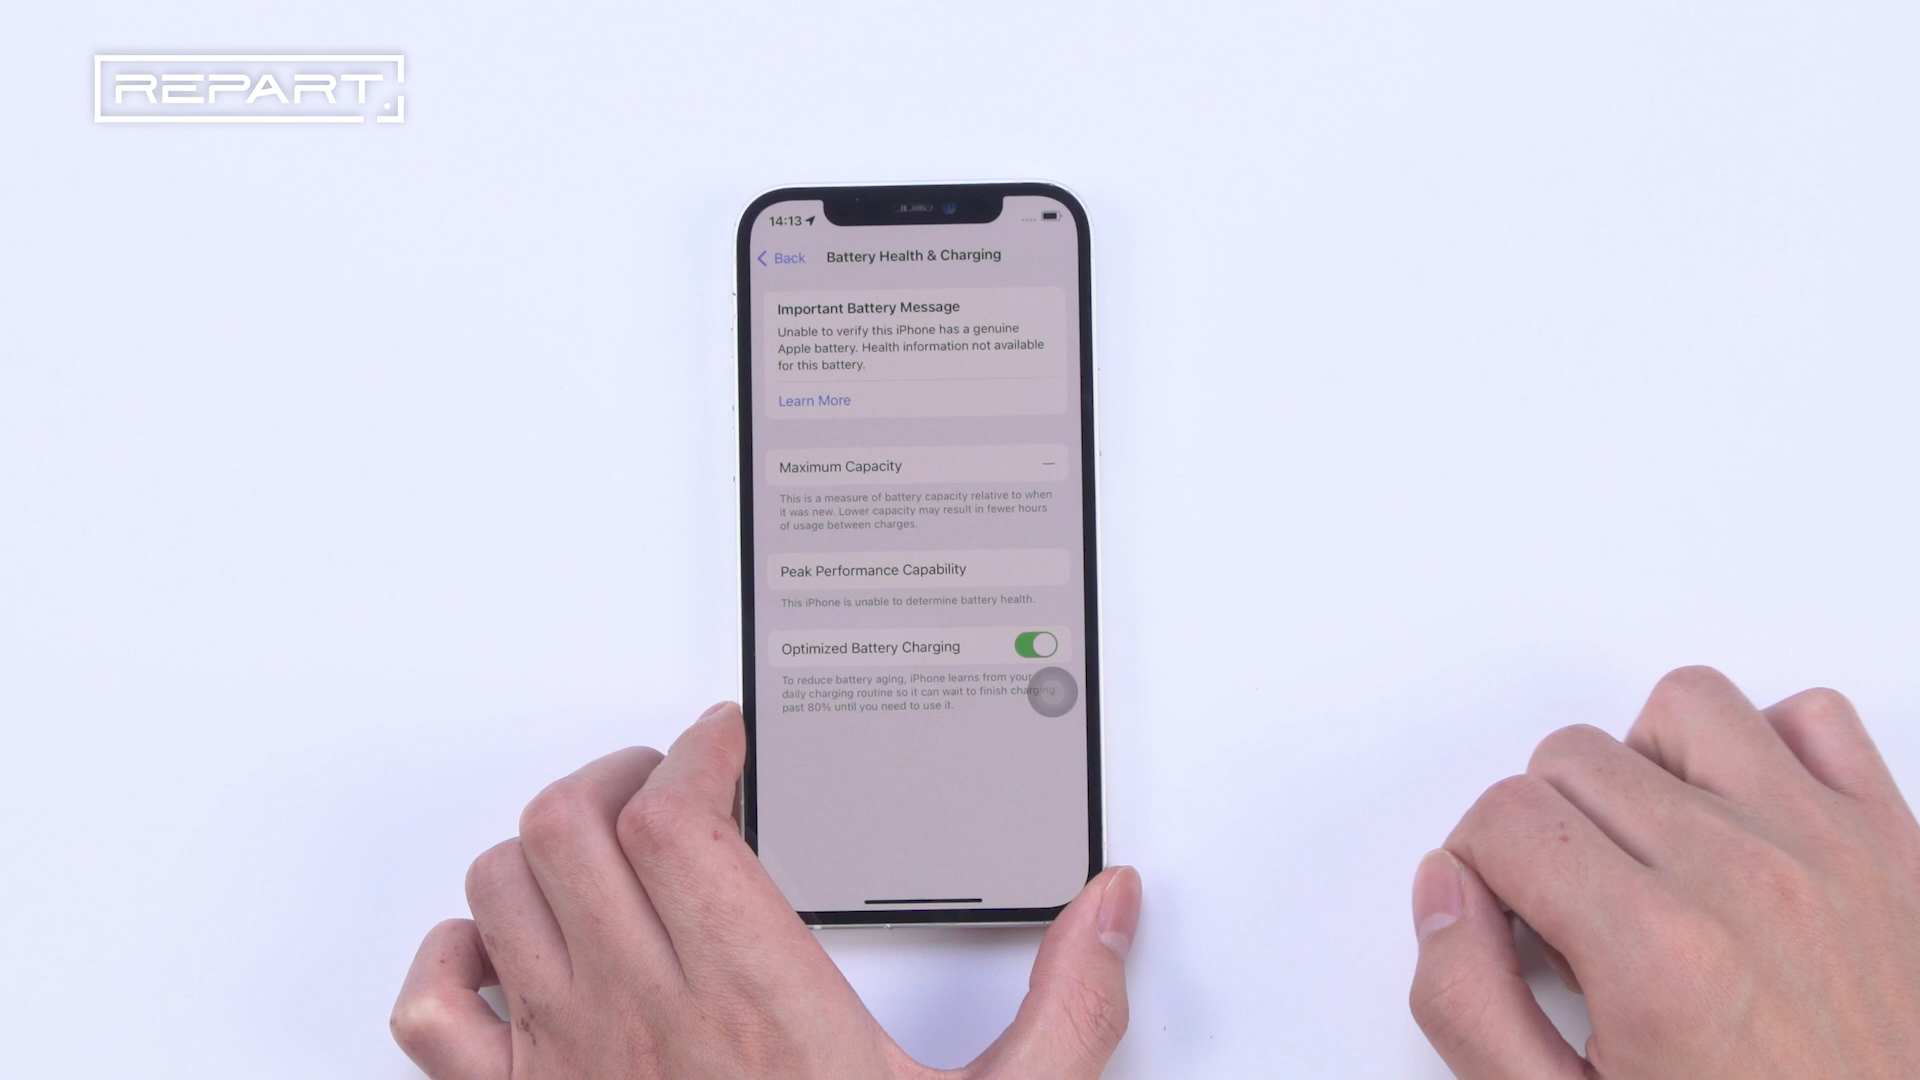 REPART
14:13
Back
Battery Health & Charging
Important Battery Message
Unable to verify this iPhone has a genuine
Apple battery. Health information not available
for this battery.
Learn More
Maximum Capacity —
This is a measure of battery capacity relative to when
it was new. Lower capacity may result in fewer hours
of usage between charges.
Peak Performance Capability
This iPhone is unable to determine battery health.
Optimized Battery Charging
To reduce battery aging, iPhone learns from your
daily charging routine so it can wait to finish charging
past 80% until you need to use it.